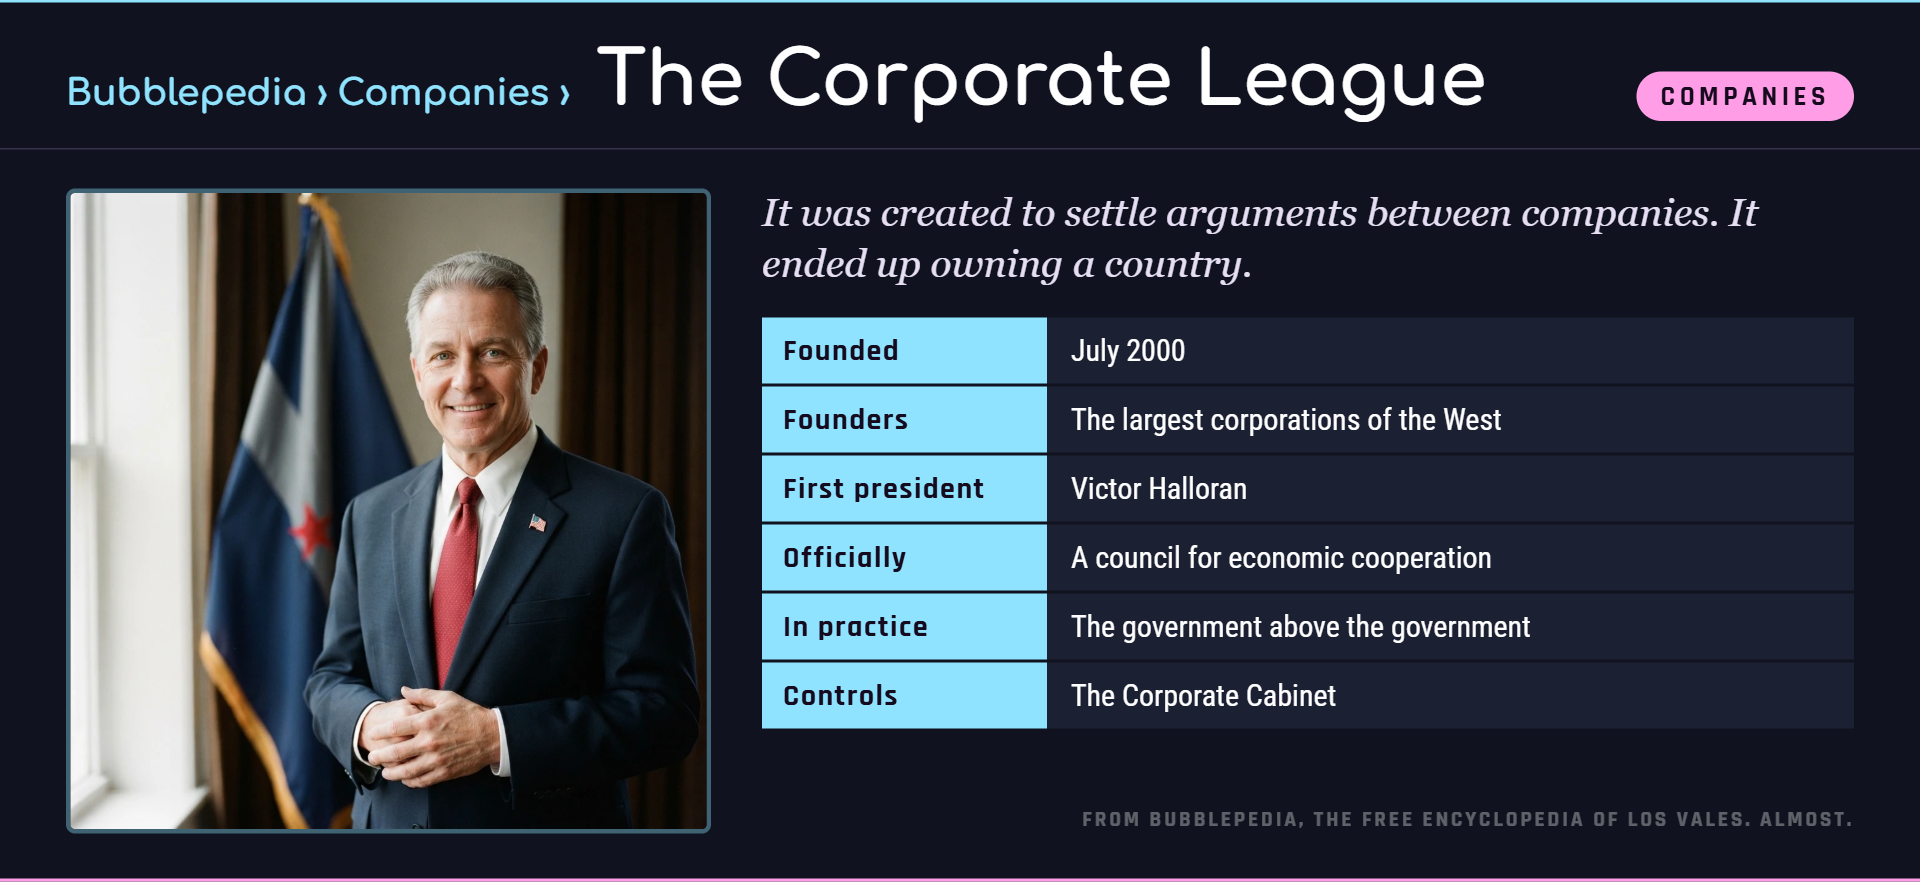 Bubblepedia › Companies › The Corporate League
COMPANIES
It was created to settle arguments between companies. It
ended up owning a country.
Founded July 2000
Founders The largest corporations of the West
First president Victor Halloran
Officially A council for economic cooperation
In practice The government above the government
Controls The Corporate Cabinet
FROM BUBBLEPEDIA, THE FREE ENCYCLOPEDIA OF LOS VALES. ALMOST.